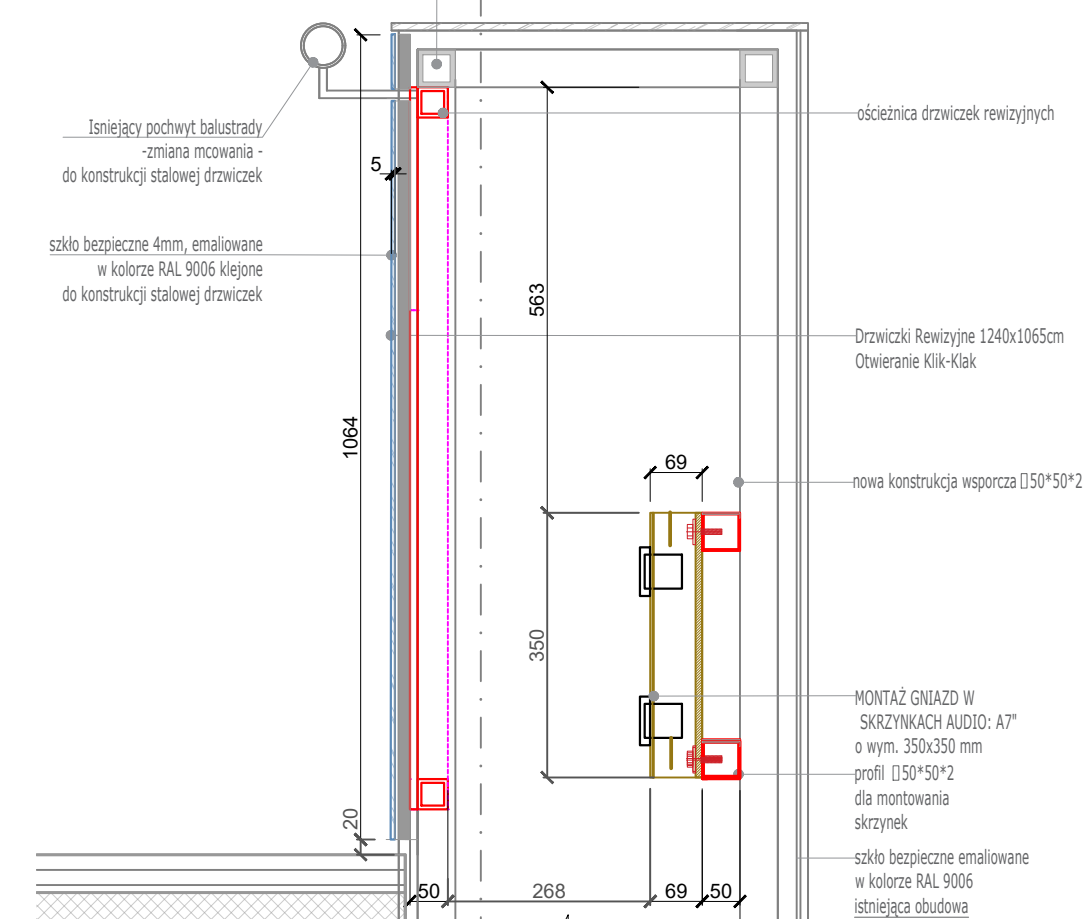 Isniejący pochwyt balustrady
-zmiana mcowania -
do konstrukcji stalowej drzwiczek
szkło bezpieczne 4mm, emaliowane
w kolorze RAL 9006 klejone
do konstrukcji stalowej drzwiczek
5
1064
20
563
350
69
50
268
69
50
ościeżnica drzwiczek rewizyjnych
Drzwiczki Rewizyjne 1240x1065cm
Otwieranie Klik-Klak
nowa konstrukcja wsporcza ▯50*50*2
MONTAŻ GNIAZD W
SKRZYNKACH AUDIO: A7"
o wym. 350x350 mm
profil ▯50*50*2
dla montowania
skrzynek
szkło bezpieczne emaliowane
w kolorze RAL 9006
istniejąca obudowa